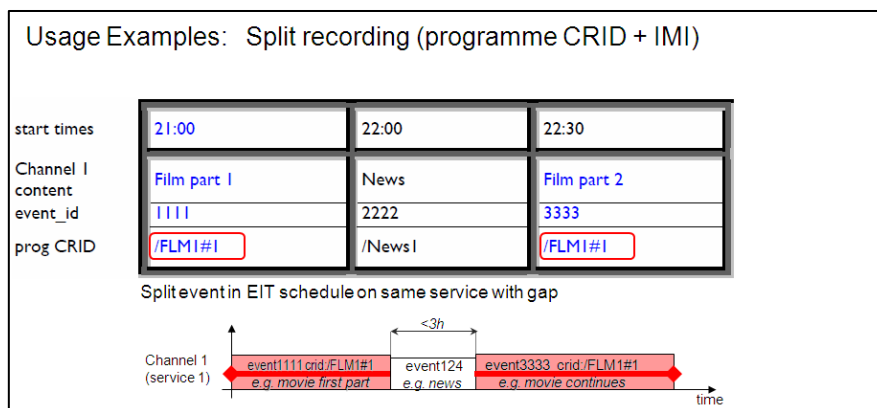 Usage Examples: Split recording (programme CRID + IMI)
start times 21:00 22:00 22:30
Channel 1 content Film part 1 News Film part 2
event_id 1111 2222 3333
prog CRID /FLM1#1 /News1 /FLM1#1
Split event in EIT schedule on same service with gap
<3h
Channel 1 (service 1)
event1111 crid:/FLM1#1 event124 event3333 crid:/FLM1#1
e.g. movie first part e.g. news e.g. movie continues
time